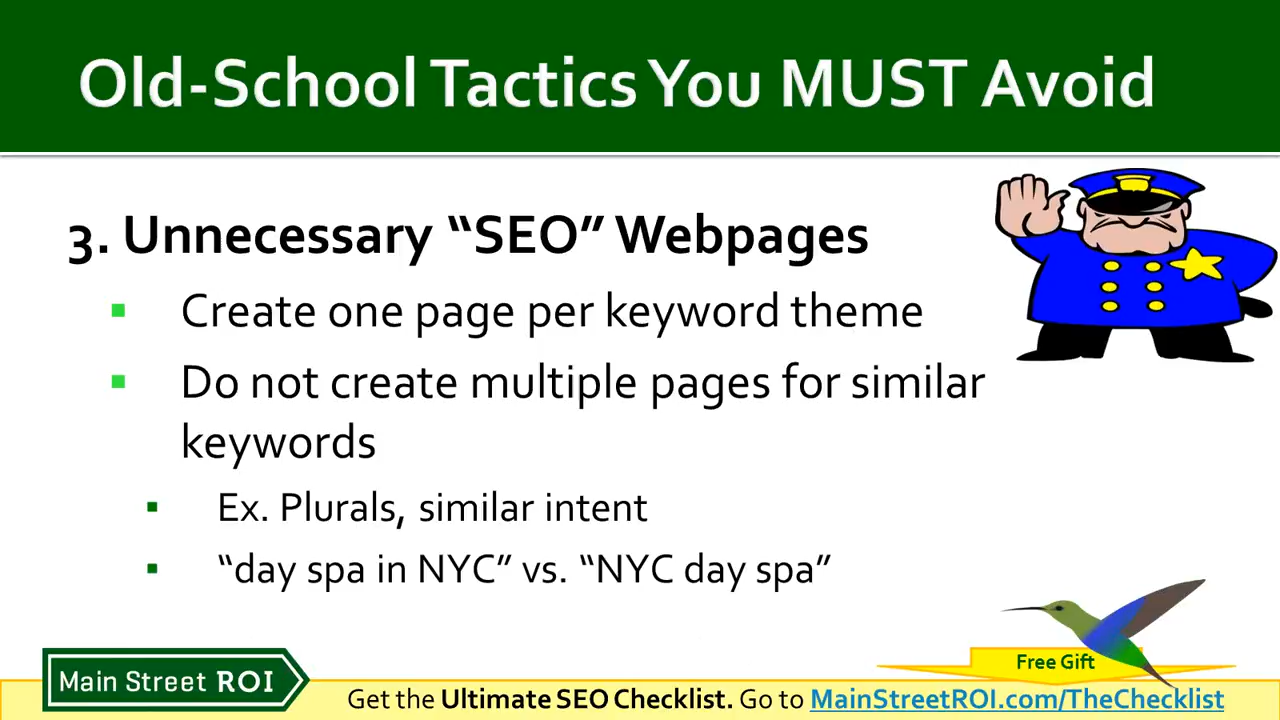 Old-School Tactics You MUST Avoid
3. Unnecessary “SEO” Webpages
Create one page per keyword theme
Do not create multiple pages for similar
keywords
Ex. Plurals, similar intent
“day spa in NYC” vs. “NYC day spa”
Free Gift
Main Street ROI
Get the Ultimate SEO Checklist. Go to MainStreetROI.com/TheChecklist